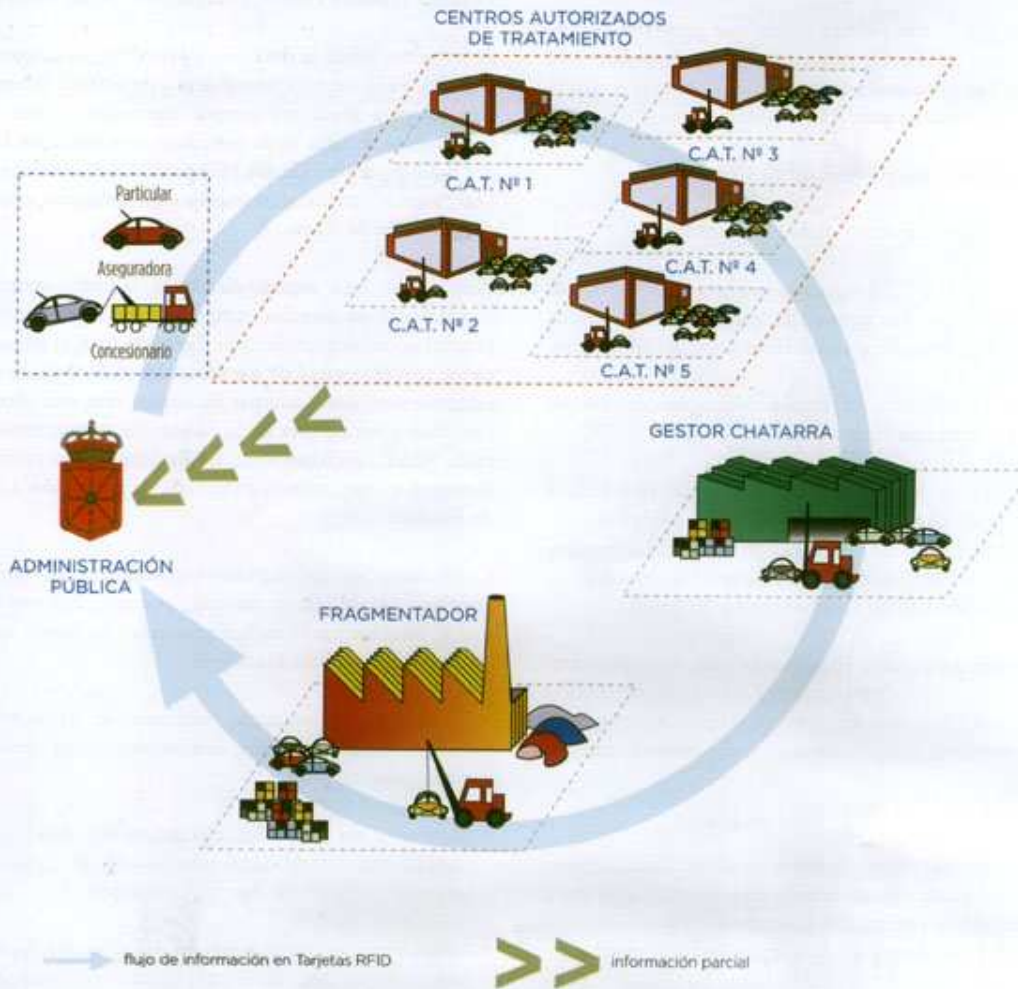 CENTROS AUTORIZADOS
DE TRATAMIENTO
C.A.T. Nº 1
C.A.T. Nº 3
C.A.T. Nº 4
C.A.T. Nº 2
C.A.T. Nº 5
Particular
Aseguradora
Concesionario
GESTOR CHATARRA
ADMINISTRACIÓN
PÚBLICA
FRAGMENTADOR
flujo de información en Tarjetas RFID
información parcial